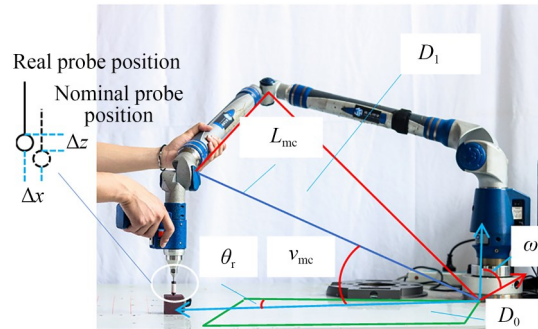 Real probe position
Nominal probe
position
Δz
Δx
D₁
Lmc
θr
vmc
ω
D₀